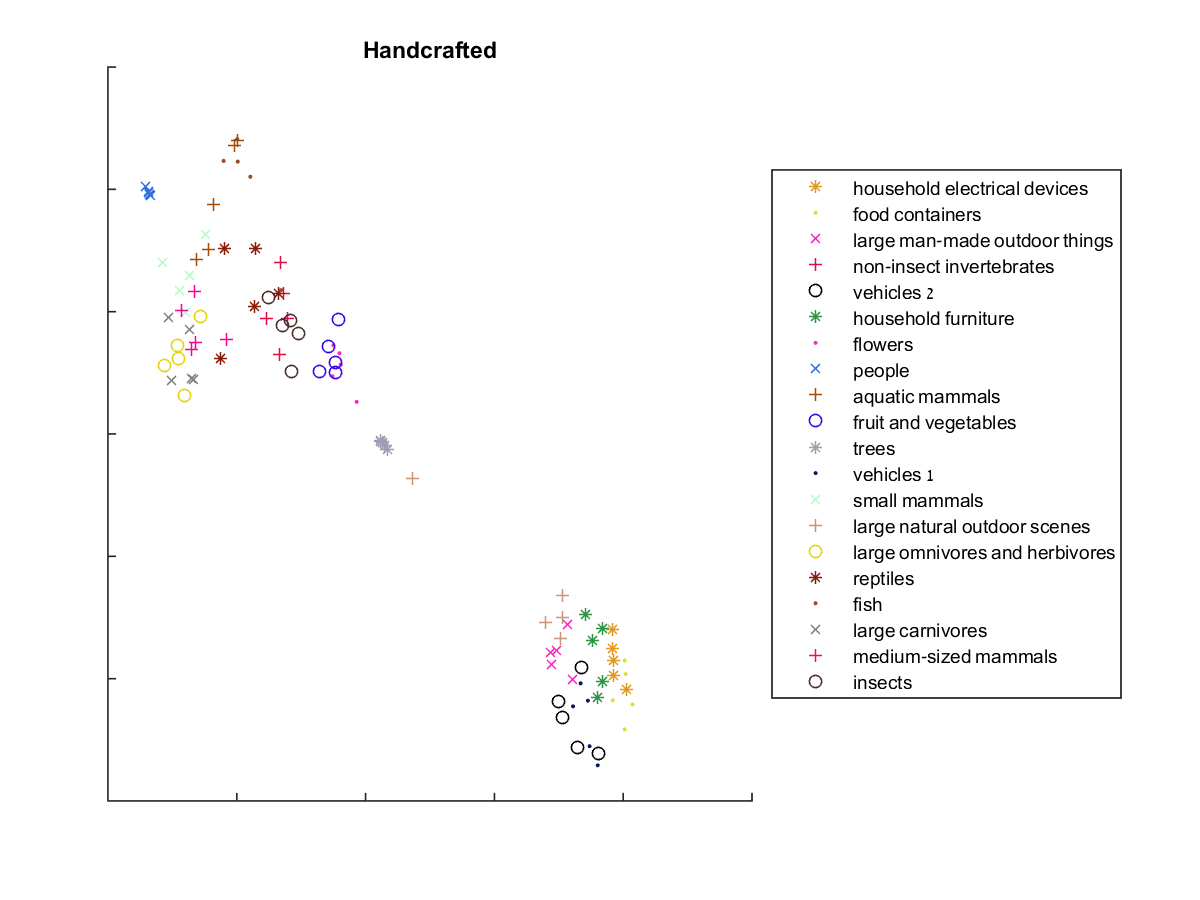 Handcrafted
household electrical devices
food containers
large man-made outdoor things
non-insect invertebrates
vehicles 2
household furniture
flowers
people
aquatic mammals
fruit and vegetables
trees
vehicles 1
small mammals
large natural outdoor scenes
large omnivores and herbivores
reptiles
fish
large carnivores
medium-sized mammals
insects